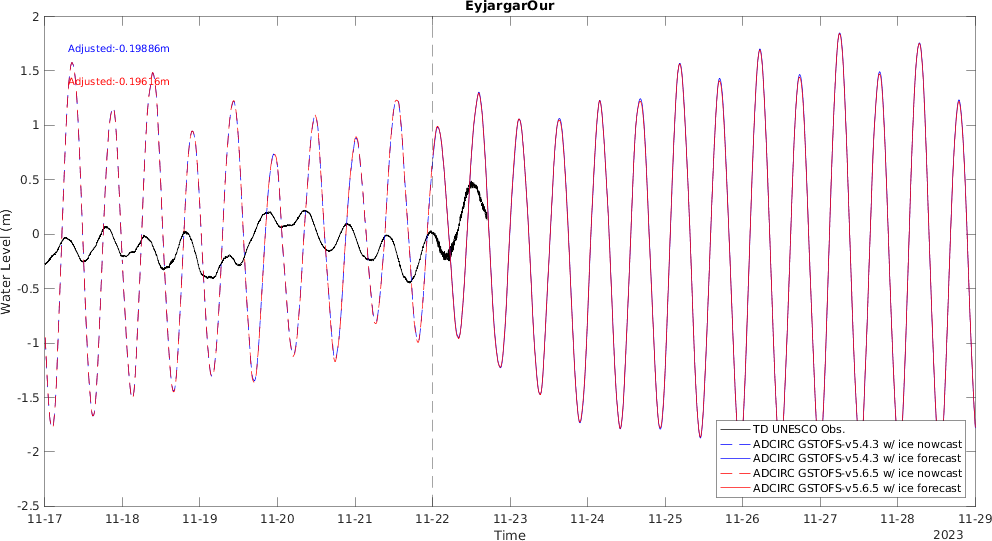 EyjargarOur
Adjusted:-0.19886m
Adjusted:-0.19616m
Water Level (m)
2
1.5
1
0.5
0
-0.5
-1
-1.5
-2
-2.5
TD UNESCO Obs.
ADCIRC GSTOFS-v5.4.3 w/ ice nowcast
ADCIRC GSTOFS-v5.4.3 w/ ice forecast
ADCIRC GSTOFS-v5.6.5 w/ ice nowcast
ADCIRC GSTOFS-v5.6.5 w/ ice forecast
11-17 11-18 11-19 11-20 11-21 11-22 11-23 11-24 11-25 11-26 11-27 11-28 11-29
Time
2023